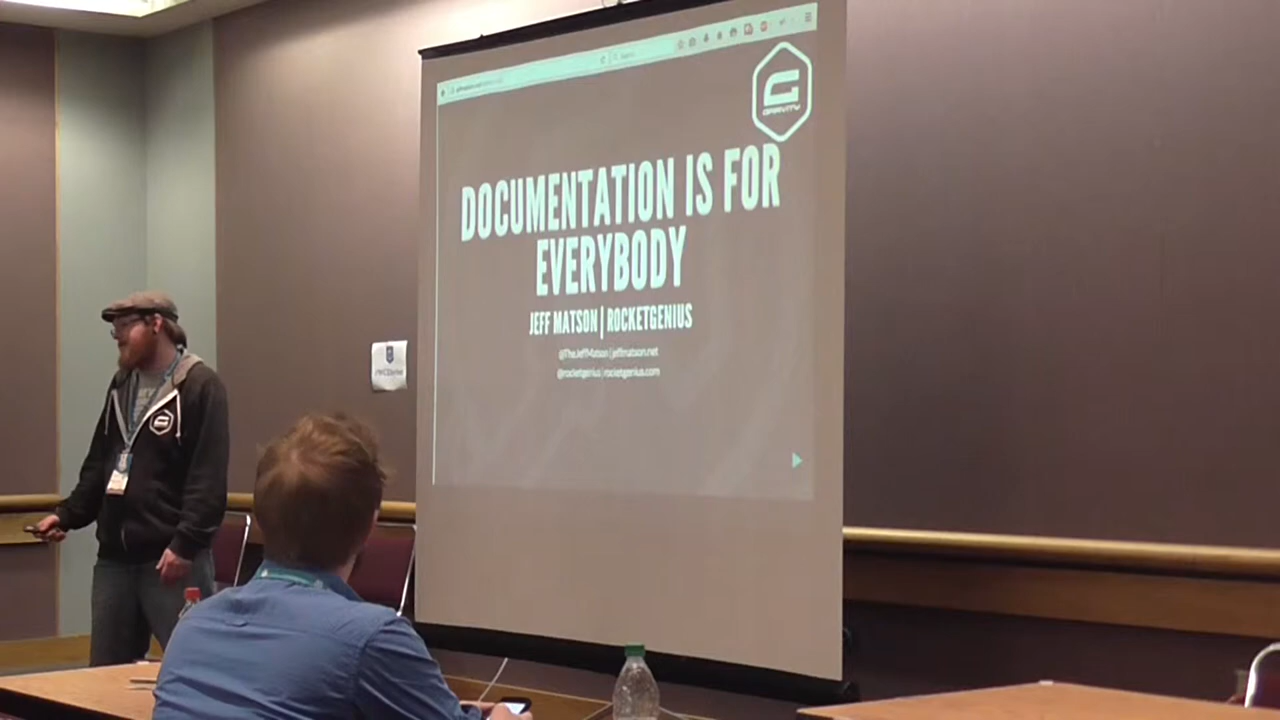 GRAVITY
DOCUMENTATION IS FOR
EVERYBODY
JEFF MATSON | ROCKETGENIUS
@TheJeffMatson | jeffmatson.net
@rocketgenius | rocketgenius.com